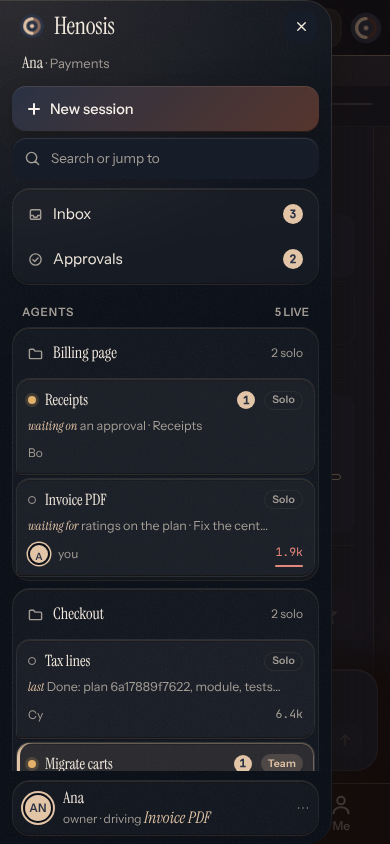 Henosis
Ana · Payments
New session
Search or jump to
Inbox 3
Approvals 2
AGENTS 5 LIVE
Billing page 2 solo
Receipts 1 Solo
waiting on an approval · Receipts
Bo
Invoice PDF Solo
waiting for ratings on the plan · Fix the cent...
A you 1.9k
Checkout 2 solo
Tax lines Solo
last Done: plan 6a17889f7622, module, tests...
Cy 6.4k
Migrate carts 1 Team
AN Ana
owner · driving Invoice PDF
Me